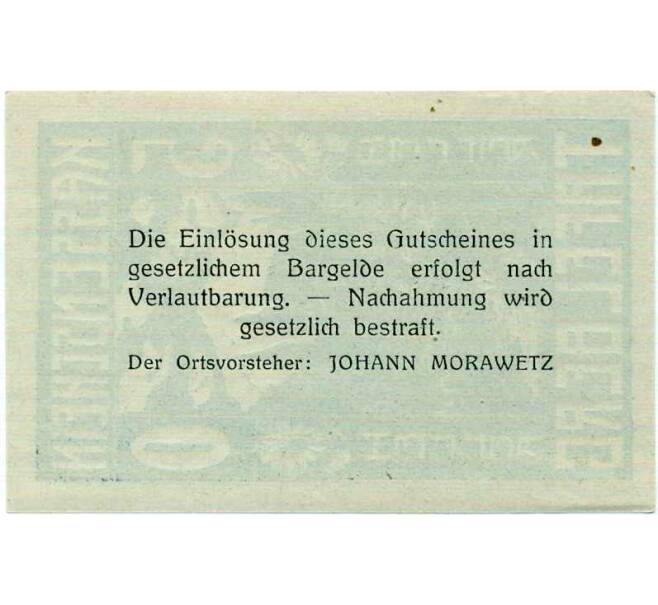 Die Einlösung dieses Gutscheines in
gesetzlichem Bargelde erfolgt nach
Verlautbarung. — Nachahmung wird
gesetzlich bestraft.
Der Ortsvorsteher: JOHANN MORAWETZ